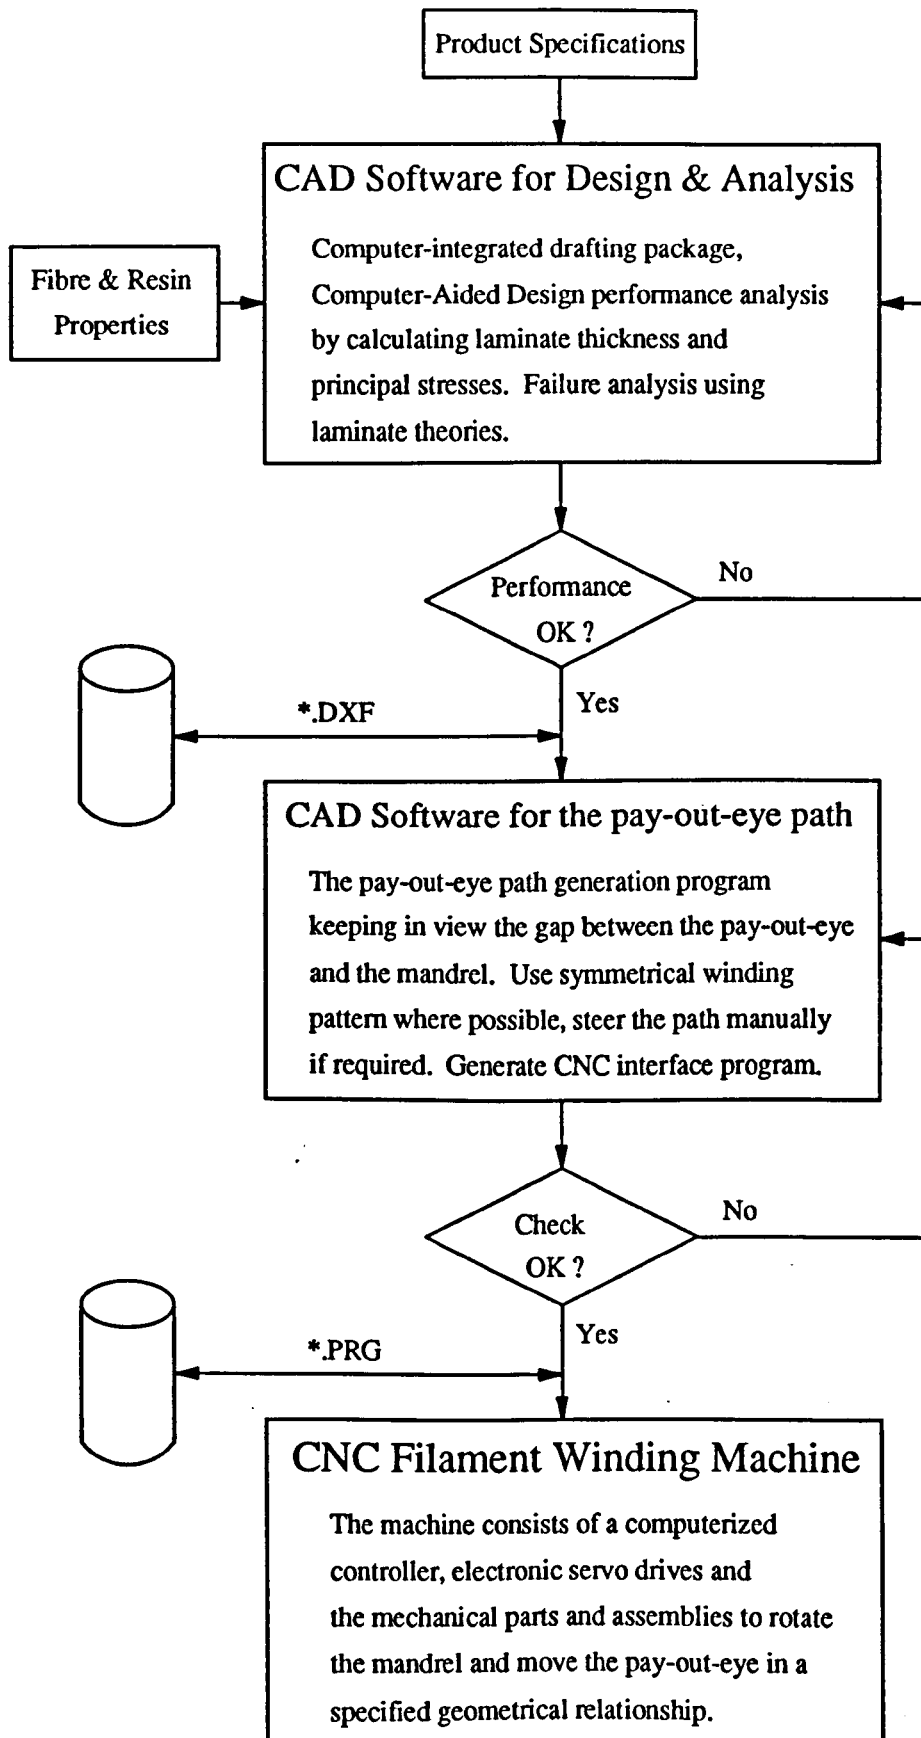 Product Specifications
CAD Software for Design & Analysis
Computer-integrated drafting package,
Computer-Aided Design performance analysis
by calculating laminate thickness and
principal stresses. Failure analysis using
laminate theories.
Fibre & Resin
Properties
Performance
OK ?
No
Yes
*.DXF
CAD Software for the pay-out-eye path
The pay-out-eye path generation program
keeping in view the gap between the pay-out-eye
and the mandrel. Use symmetrical winding
pattern where possible, steer the path manually
if required. Generate CNC interface program.
Check
OK ?
No
Yes
*.PRG
CNC Filament Winding Machine
The machine consists of a computerized
controller, electronic servo drives and
the mechanical parts and assemblies to rotate
the mandrel and move the pay-out-eye in a
specified geometrical relationship.